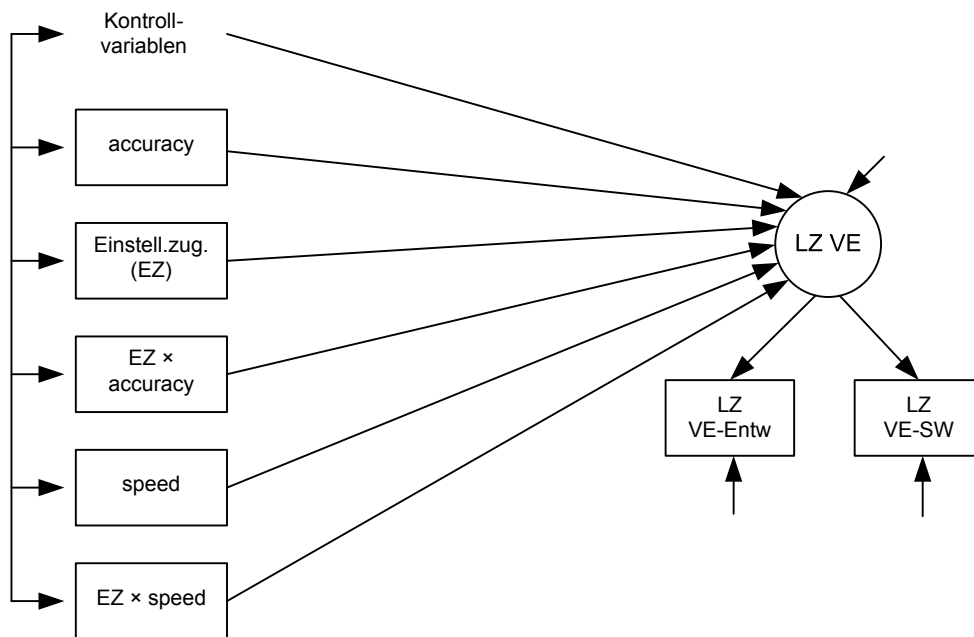 Kontroll-
variablen
accuracy
Einstell.zug.
(EZ)
EZ ×
accuracy
speed
EZ × speed
LZ VE
LZ
VE-Entw
LZ
VE-SW